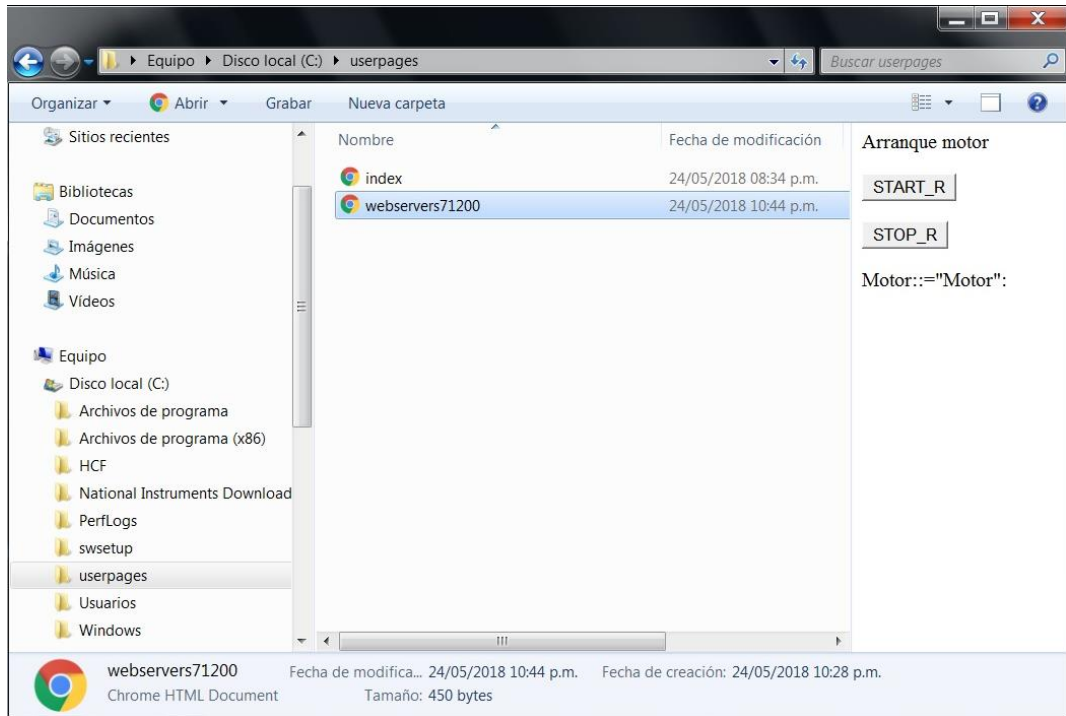 Equipo Disco local (C:) userpages
Buscar userpages
Organizar Abrir Grabar Nueva carpeta
Sitios recientes
Bibliotecas
Documentos
Imágenes
Música
Vídeos
Equipo
Disco local (C:)
Archivos de programa
Archivos de programa (x86)
HCF
National Instruments Download
PerfLogs
swsetup
userpages
Usuarios
Windows
Nombre Fecha de modificación
index 24/05/2018 08:34 p.m.
webservers71200 24/05/2018 10:44 p.m.
Arranque motor
START_R
STOP_R
Motor::="Motor":
webservers71200 Fecha de modifica... 24/05/2018 10:44 p.m. Fecha de creación: 24/05/2018 10:28 p.m.
Chrome HTML Document Tamaño: 450 bytes